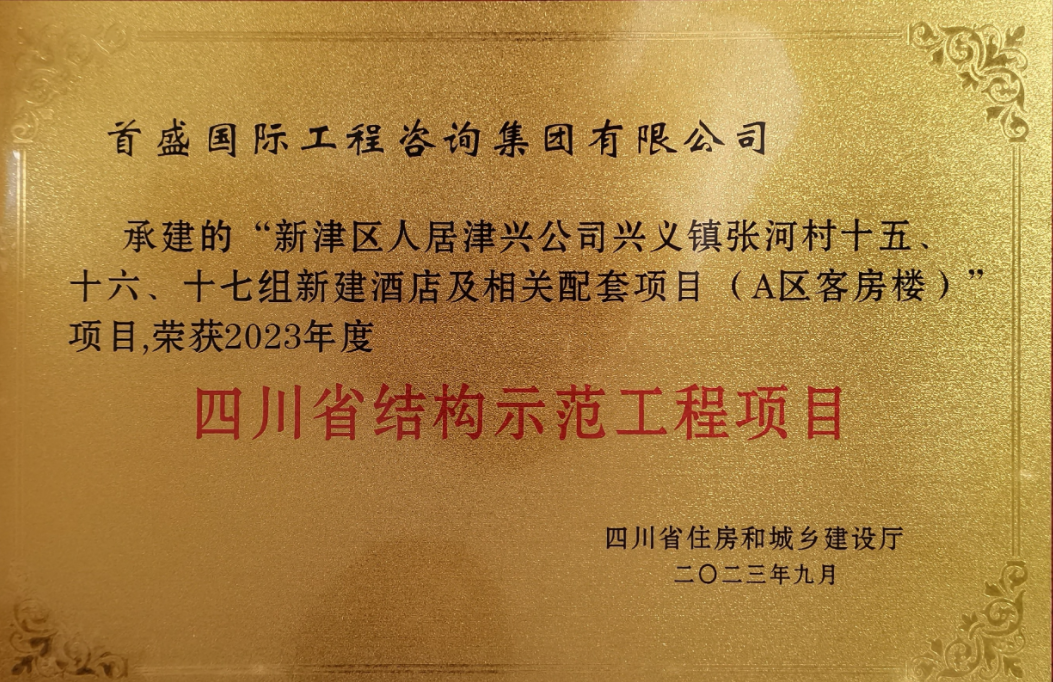 首盛国际工程咨询集团有限公司
承建的“新津区人居津兴公司兴义镇张河村十五、
十六、十七组新建酒店及相关配套项目（A区客房楼）”
项目,荣获2023年度
四川省结构示范工程项目
四川省住房和城乡建设厅
二〇二三年九月